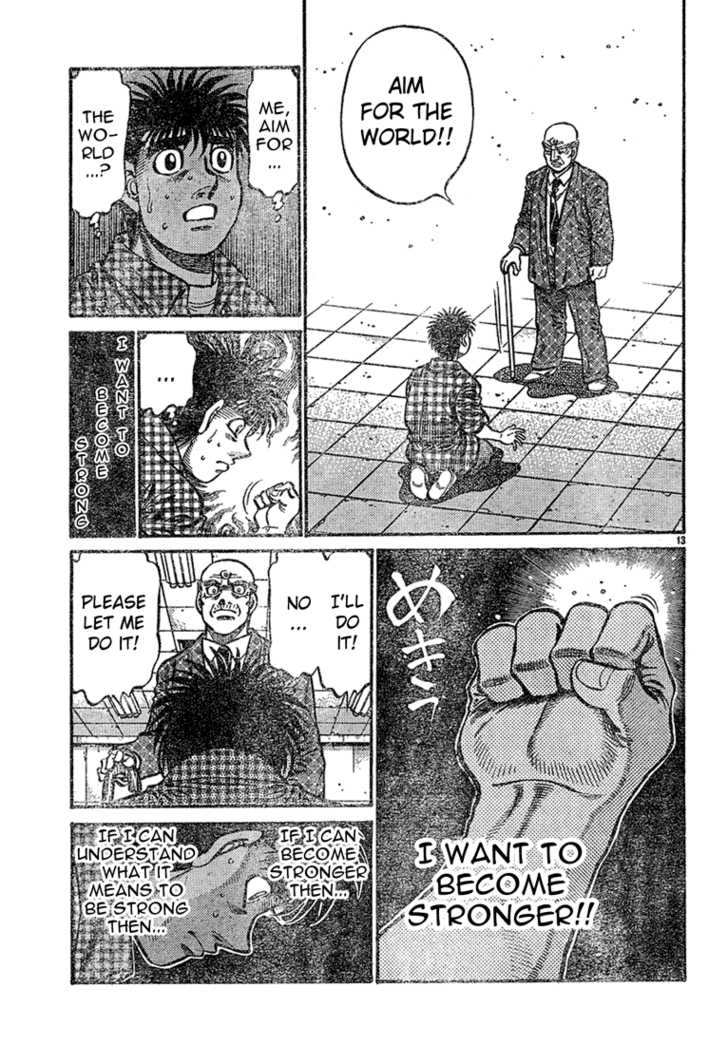 AIM
FOR THE
WORLD!!
ME,
AIM
FOR
...
THE
WO-
RLD
...?
...
I WANT TO
BECOME
STRONG
13
めきっ
I WANT TO
BECOME
STRONGER!!
I'LL
DO
IT!
NO
...
PLEASE
LET ME
DO IT!
IF I CAN
BECOME
STRONGER
THEN...
IF I CAN
UNDERSTAND
WHAT IT
MEANS TO
BE STRONG
THEN...